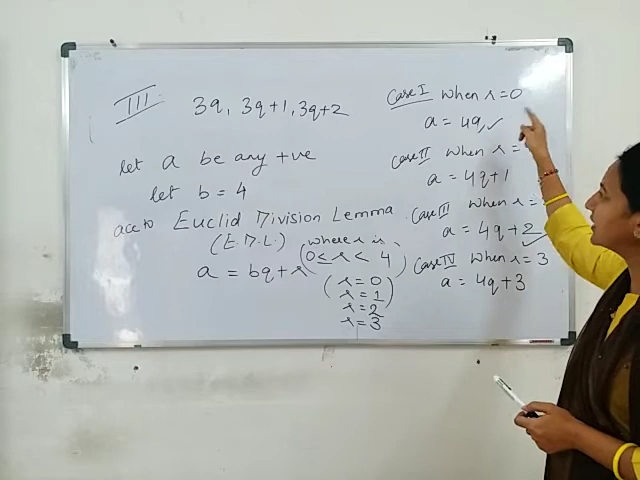 III 3q, 3q+1, 3q+2
let a be any +ve
let b = 4
acc to Euclid Division Lemma.
(E.D.L.) (where r is
0 ≤ r < 4)
a = bq + r
(r = 0
r = 1)
r = 2
r = 3
Case I when r = 0
a = 4q ✓
Case II when r =
a = 4q + 1
Case III when r =
a = 4q + 2 ✓
Case IV when r = 3
a = 4q + 3